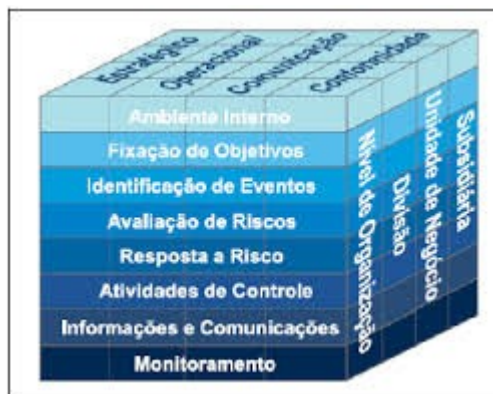 Estratégico
Operacional
Comunicação
Conformidade
Ambiente Interno
Fixação de Objetivos
Identificação de Eventos
Avaliação de Riscos
Resposta a Risco
Atividades de Controle
Informações e Comunicações
Monitoramento
Nível de Organização
Divisão
Unidade de Negócio
Subsidiária